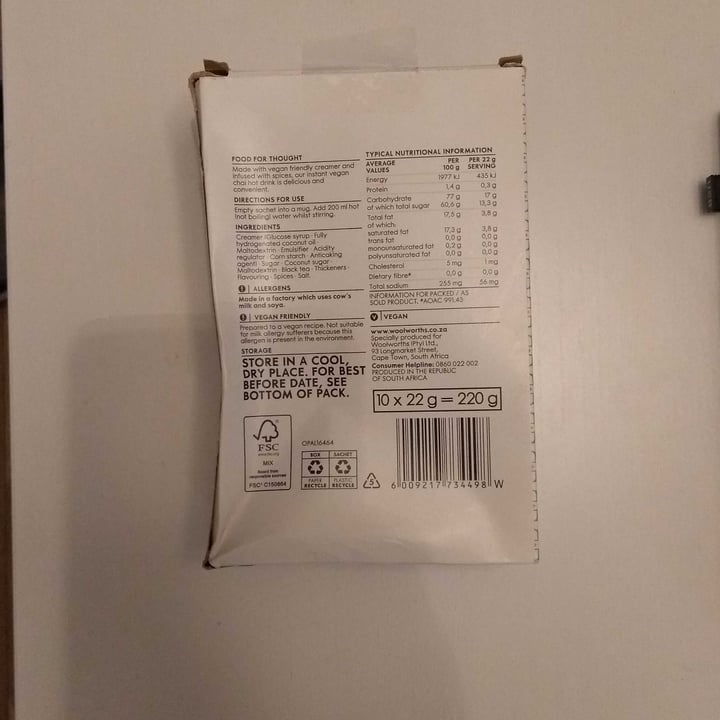 FOOD FOR THOUGHT
Made with vegan friendly creamer and
infused with spices, our instant vegan
chai hot drink is delicious and
convenient.
DIRECTIONS FOR USE
Empty sachet into a mug. Add 200 ml hot
(not boiling) water whilst stirring.
INGREDIENTS
Creamer (Glucose syrup · Fully
hydrogenated coconut oil ·
Maltodextrin · Emulsifier · Acidity
regulator · Corn starch · Anticaking
agent) · Sugar · Coconut sugar ·
Maltodextrin · Black tea · Thickeners ·
Flavouring · Spices · Salt.
! ALLERGENS
Made in a factory which uses cow's
milk and soya.
! VEGAN FRIENDLY
Prepared to a vegan recipe. Not suitable
for milk allergy sufferers because this
allergen is present in the environment.
STORAGE
STORE IN A COOL,
DRY PLACE. FOR BEST
BEFORE DATE, SEE
BOTTOM OF PACK.
TYPICAL NUTRITIONAL INFORMATION
AVERAGE VALUES PER 100 g PER 22 g SERVING
Energy 1977 kJ 435 kJ
Protein 1,4 g 0,3 g
Carbohydrate 77 g 17 g
of which total sugar 60,6 g 13,3 g
Total fat 17,5 g 3,8 g
of which:
saturated fat 17,3 g 3,8 g
trans fat 0,0 g 0,0 g
monounsaturated fat 0,2 g 0,0 g
polyunsaturated fat 0,0 g 0,0 g
Cholesterol 5 mg 1 mg
Dietary fibre* 0,0 g 0,0 g
Total sodium 255 mg 56 mg
INFORMATION FOR PACKED / AS
SOLD PRODUCT. *AOAC 991.43
V VEGAN
www.woolworths.co.za
Specially produced for
Woolworths (Pty) Ltd.,
93 Longmarket Street,
Cape Town, South Africa
Consumer Helpline: 0860 022 002
PRODUCED IN THE REPUBLIC
OF SOUTH AFRICA
10 x 22 g = 220 g
FSC®
www.fsc.org
MIX
Board from
responsible sources
FSC® C150864
OPAL16464
BOX SACHET
PAPER PLASTIC
RECYCLE RECYCLE
5
6 009217 734498 W